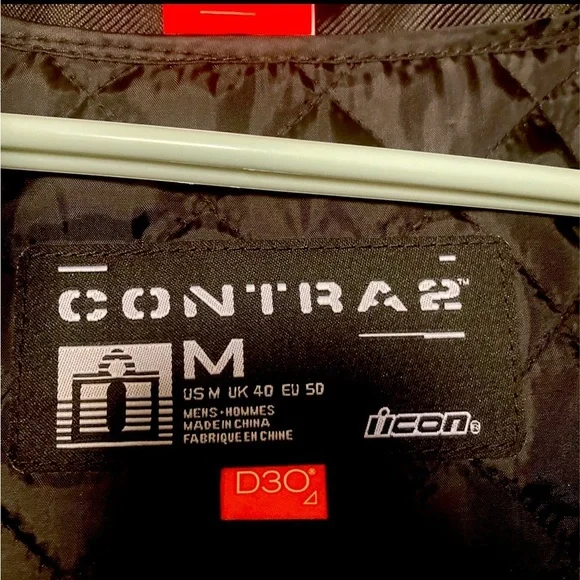 CONTRA2™
M
US M UK 40 EU 50
MENS·HOMMES
MADE IN CHINA
FABRIQUE EN CHINE
icon®
D3O®